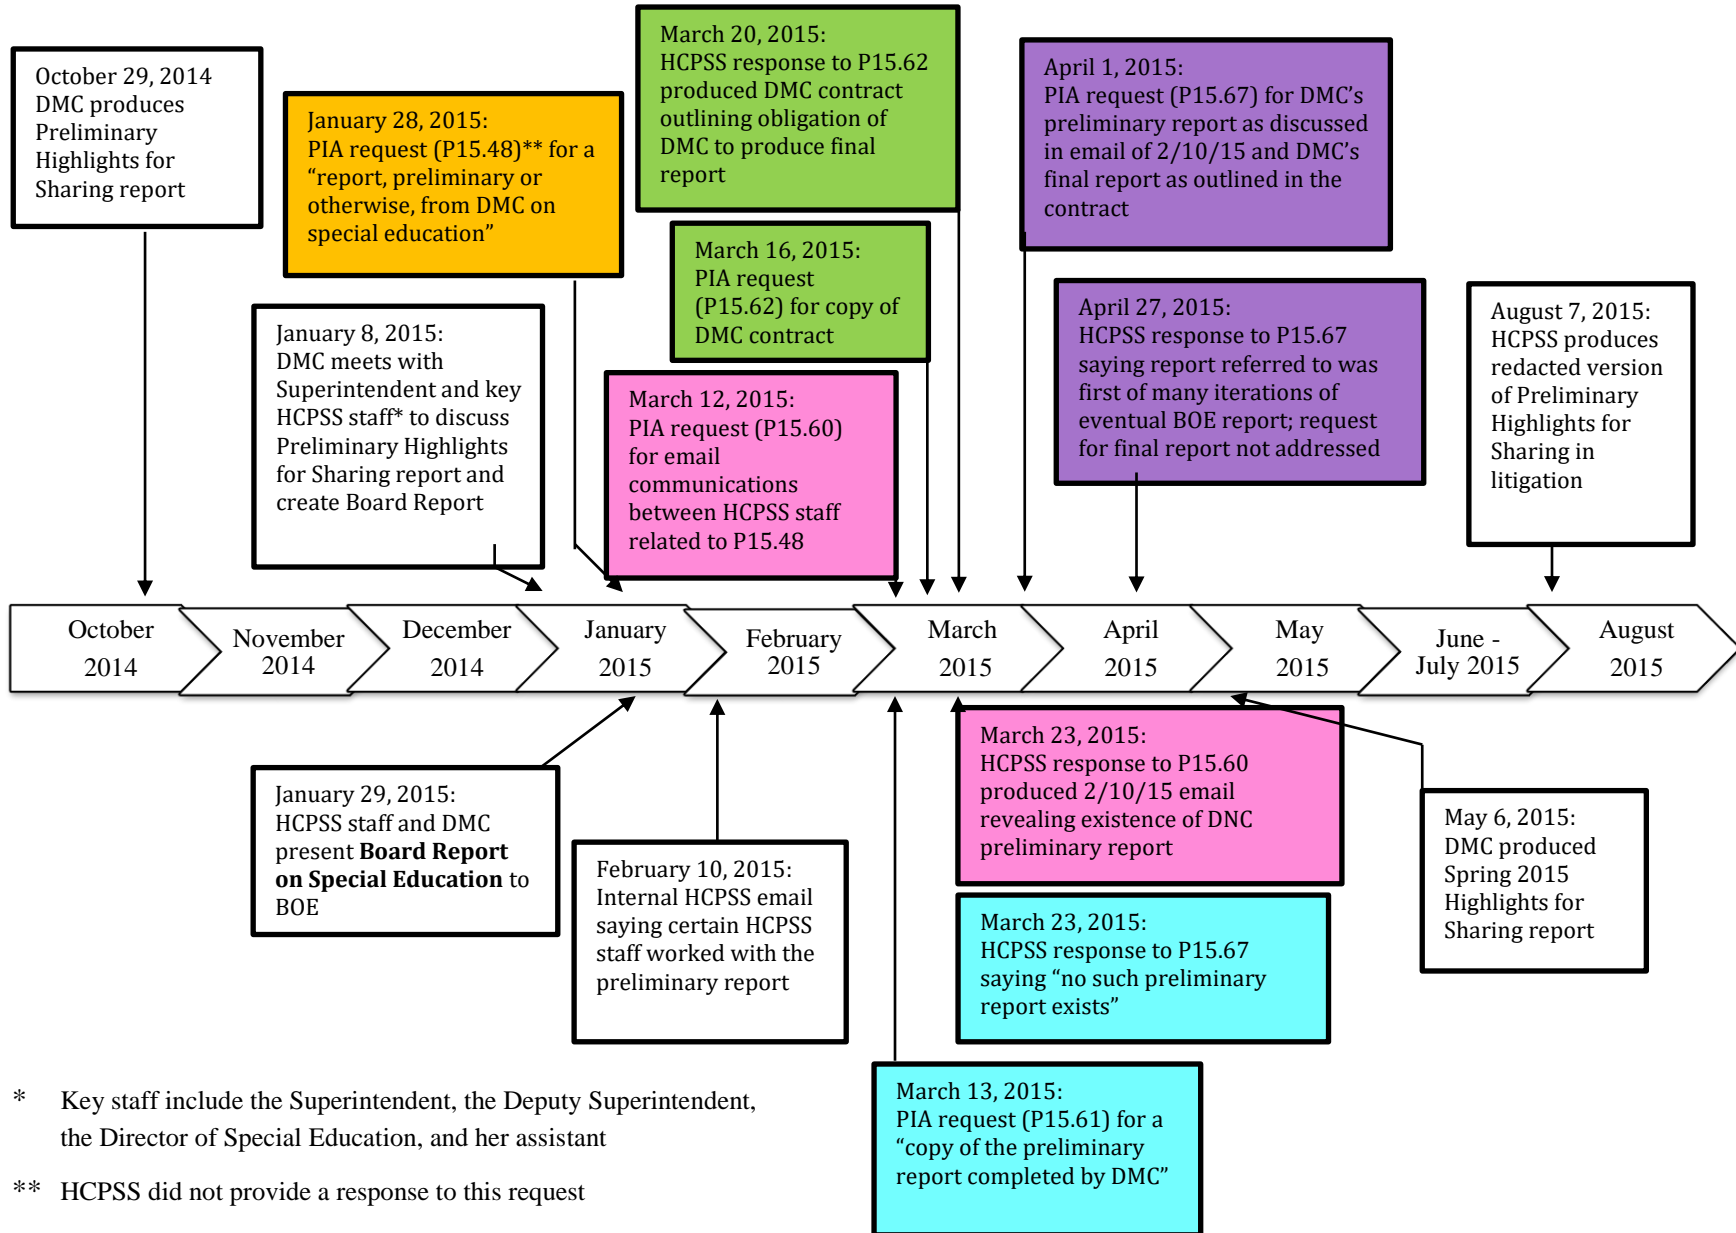 October 29, 2014
DMC produces
Preliminary
Highlights for
Sharing report
January 28, 2015:
PIA request (P15.48)** for a
“report, preliminary or
otherwise, from DMC on
special education”
January 8, 2015:
DMC meets with
Superintendent and key
HCPSS staff* to discuss
Preliminary Highlights
for Sharing report and
create Board Report
March 20, 2015:
HCPSS response to P15.62
produced DMC contract
outlining obligation of
DMC to produce final
report
March 16, 2015:
PIA request
(P15.62) for copy of
DMC contract
March 12, 2015:
PIA request (P15.60)
for email
communications
between HCPSS staff
related to P15.48
April 1, 2015:
PIA request (P15.67) for DMC’s
preliminary report as discussed
in email of 2/10/15 and DMC’s
final report as outlined in the
contract
April 27, 2015:
HCPSS response to P15.67
saying report referred to was
first of many iterations of
eventual BOE report; request
for final report not addressed
August 7, 2015:
HCPSS produces
redacted version
of Preliminary
Highlights for
Sharing in
litigation
October
2014
November
2014
December
2014
January
2015
February
2015
March
2015
April
2015
May
2015
June -
July 2015
August
2015
January 29, 2015:
HCPSS staff and DMC
present Board Report
on Special Education to
BOE
February 10, 2015:
Internal HCPSS email
saying certain HCPSS
staff worked with the
preliminary report
March 23, 2015:
HCPSS response to P15.60
produced 2/10/15 email
revealing existence of DNC
preliminary report
March 23, 2015:
HCPSS response to P15.67
saying “no such preliminary
report exists”
March 13, 2015:
PIA request (P15.61) for a
“copy of the preliminary
report completed by DMC”
May 6, 2015:
DMC produced
Spring 2015
Highlights for
Sharing report
* Key staff include the Superintendent, the Deputy Superintendent,
the Director of Special Education, and her assistant
** HCPSS did not provide a response to this request